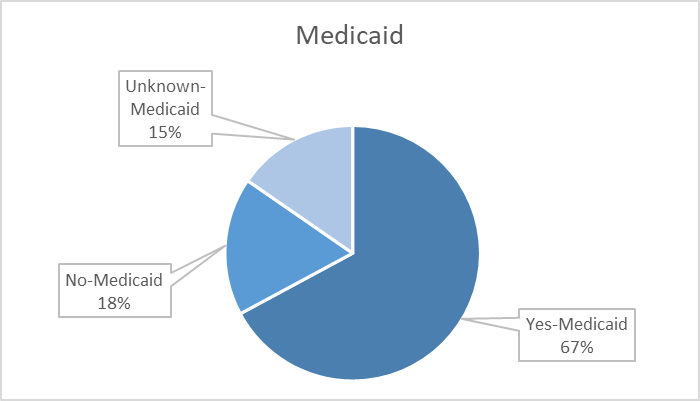 Medicaid
Unknown-
Medicaid
15%
No-Medicaid
18%
Yes-Medicaid
67%